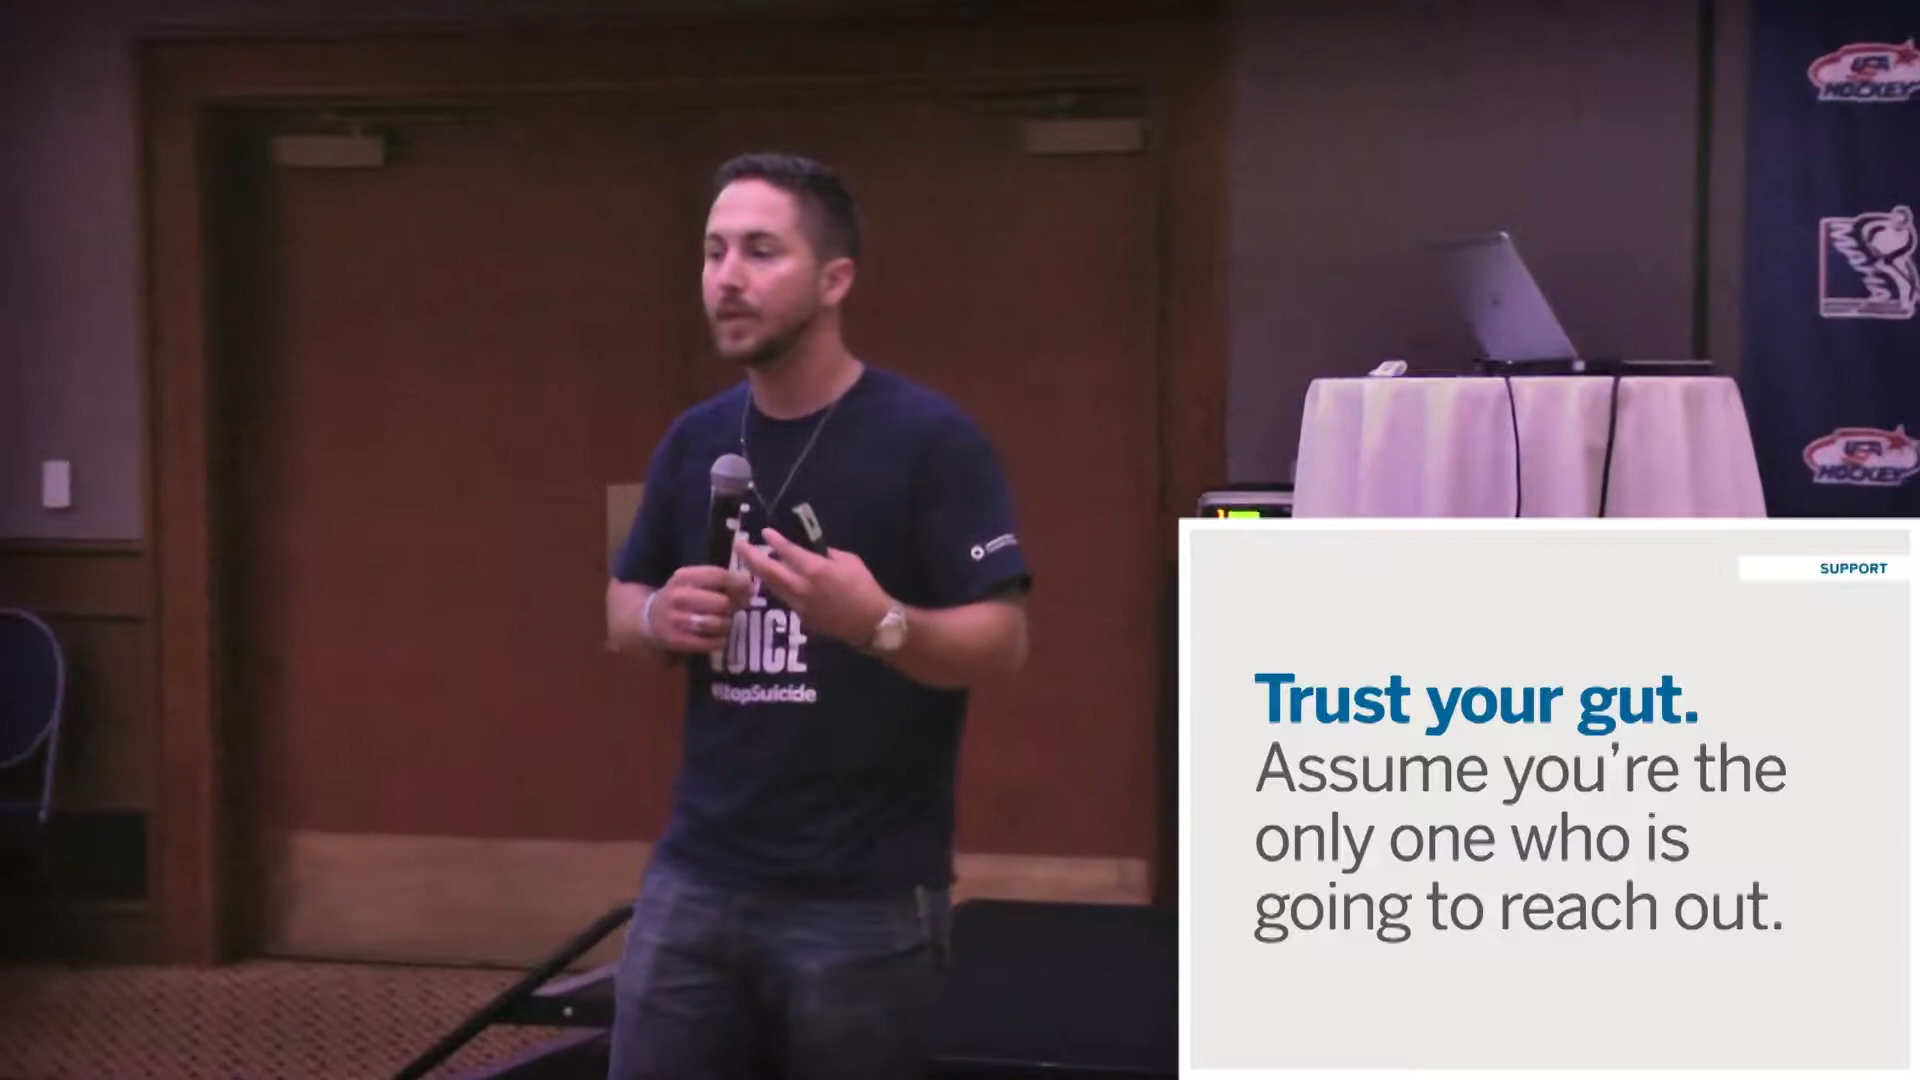 USA
HOCKEY
MAHA
USA
HOCKEY
VOICE
#StopSuicide
SUPPORT
Trust your gut.
Assume you're the
only one who is
going to reach out.